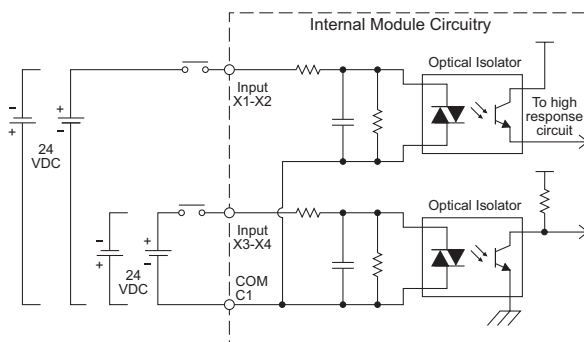 Internal Module Circuitry
Optical Isolator
Input
X1-X2
To high
response
circuit
- +
+ -
24
VDC
Optical Isolator
Input
X3-X4
- +
+ -
24
VDC
COM
C1